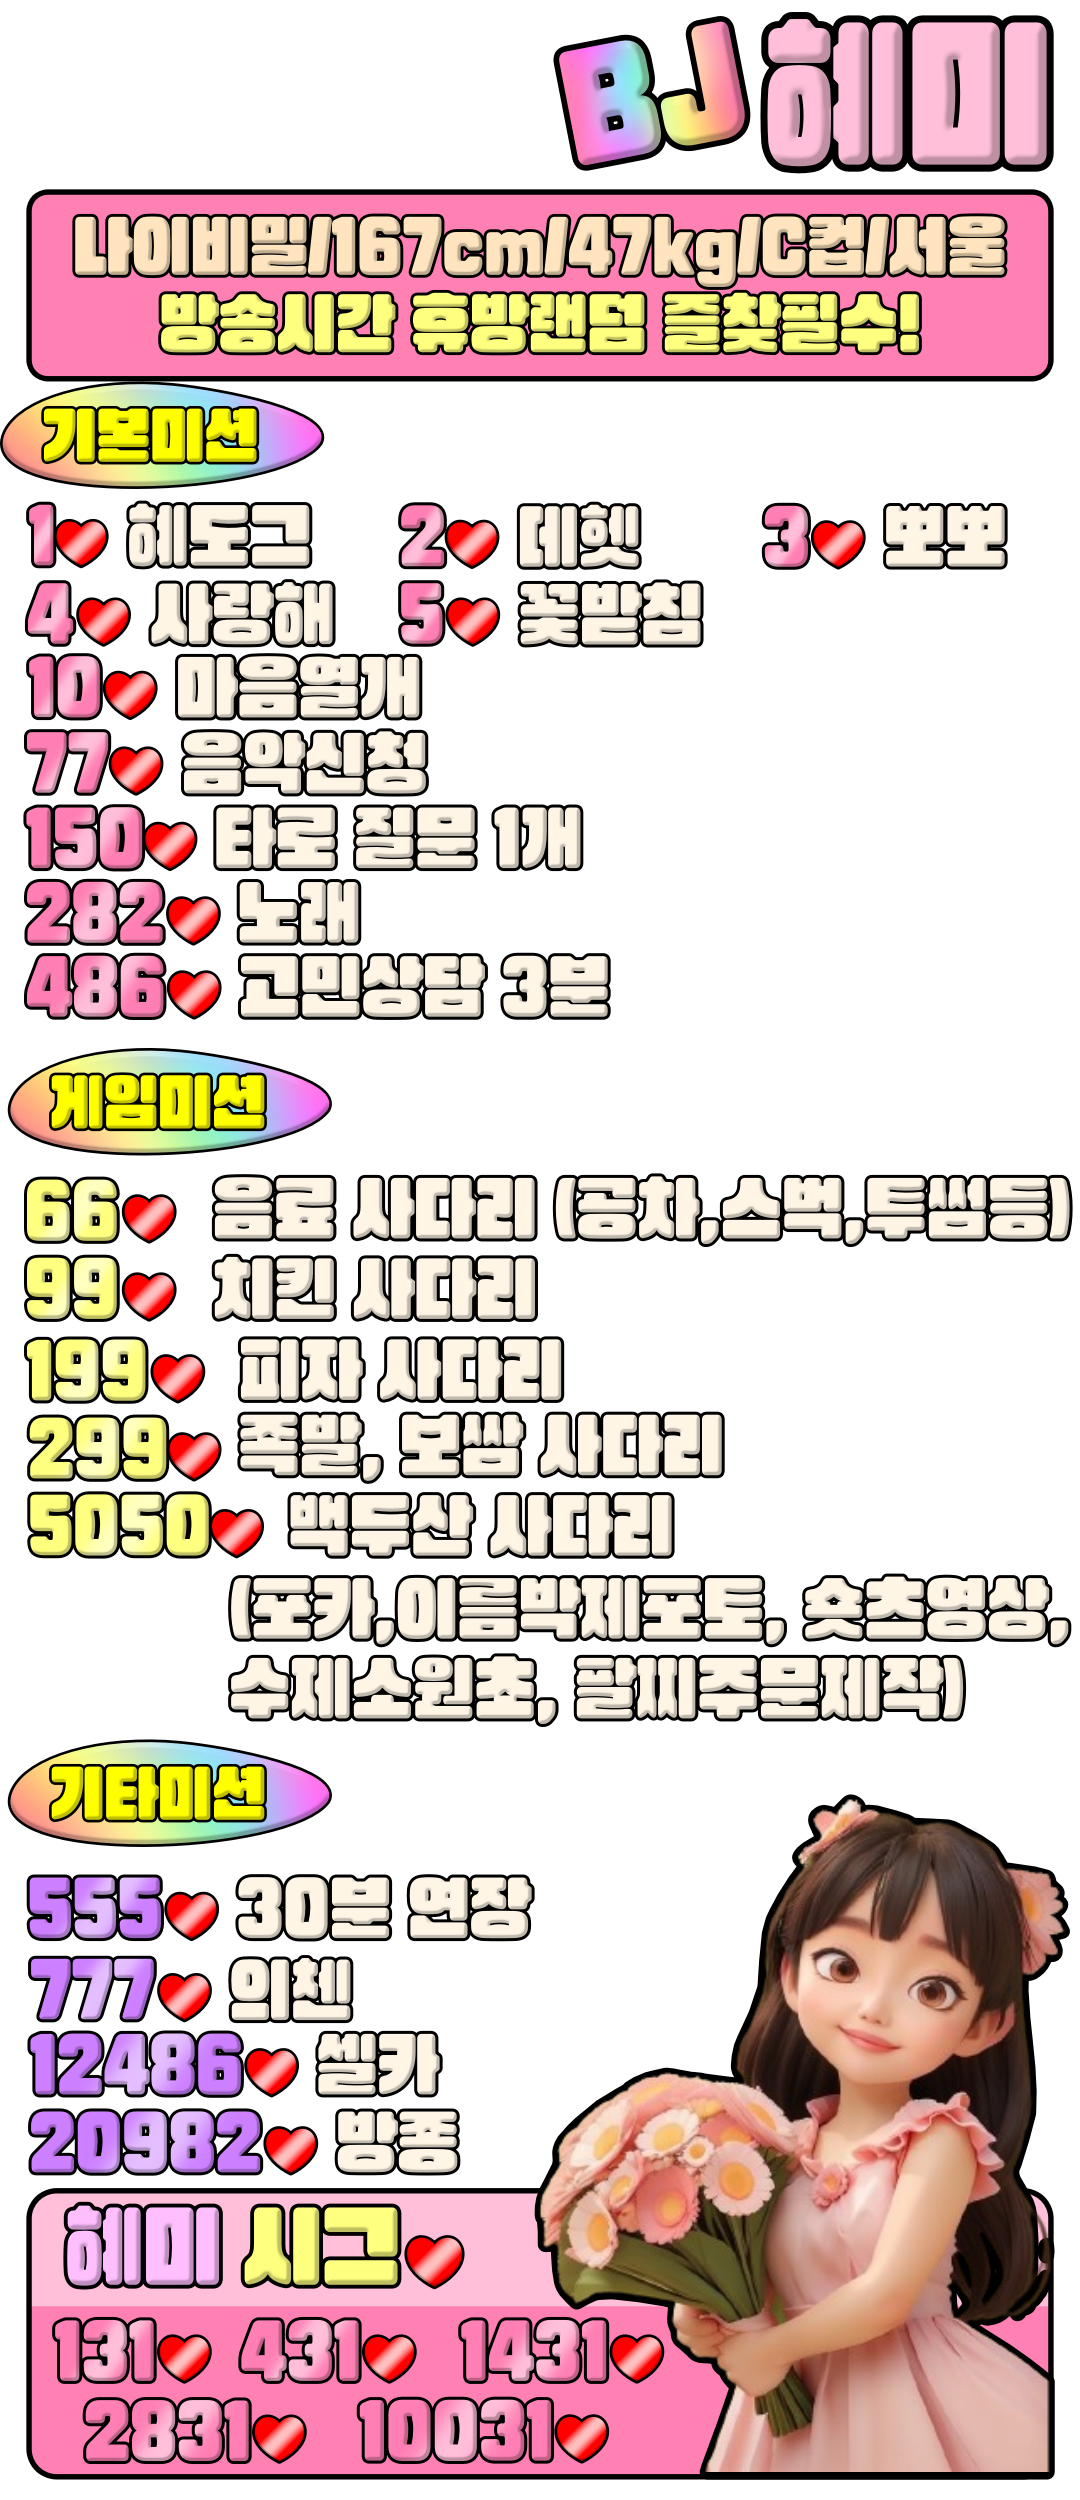 BJ 혜미
나이비밀/167cm/47kg/C컵/서울
방송시간 휴방랜덤 즐찾필수!
기본미션
1 혜도그 2 데헷 3 뽀뽀
4 사랑해 5 꽃받침
10 마음열개
77 음악신청
150 타로 질문 1개
282 노래
486 고민상담 3분
게임미션
66 음료 사다리 (공차,스벅,투썸등)
99 치킨 사다리
199 피자 사다리
299 족발, 보쌈 사다리
5050 백두산 사다리
(포카,이름박제포토, 숏츠영상,
수제소원초, 팔찌주문제작)
기타미션
555 30분 연장
777 의첸
12486 셀카
20982 방종
혜미 시그
131 431 1431
2831 10031